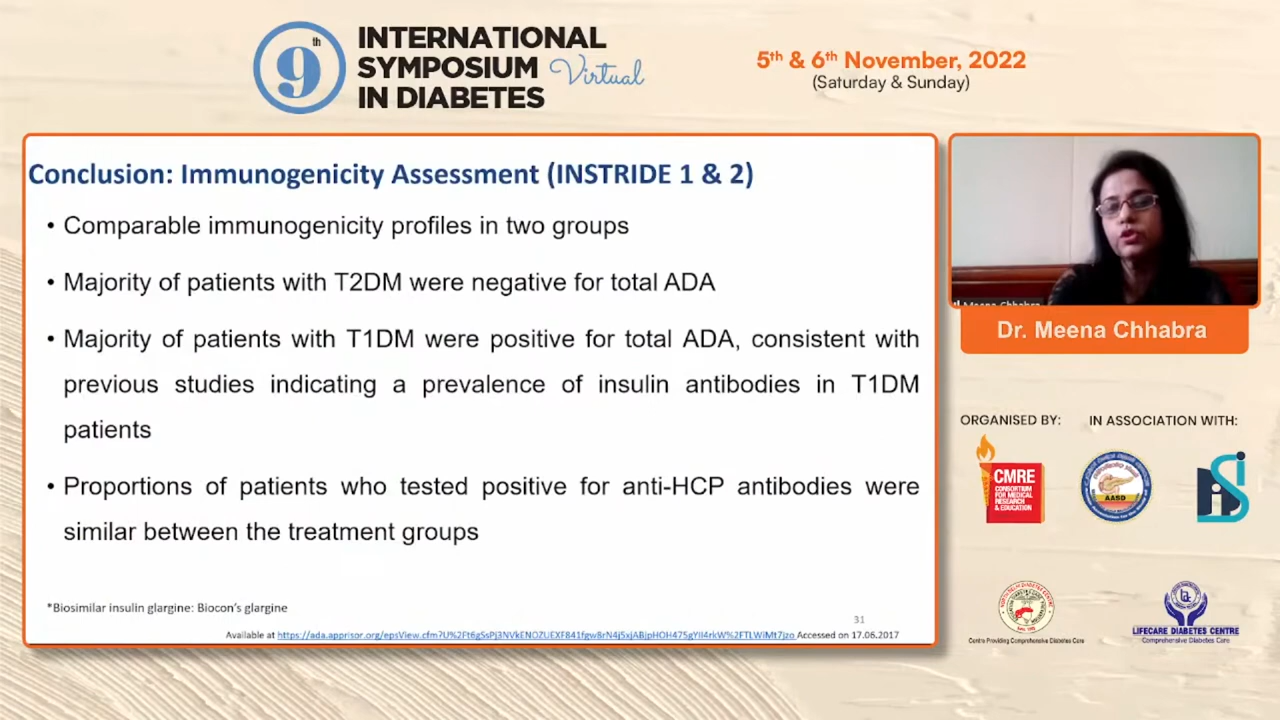 9th
INTERNATIONAL
SYMPOSIUM Virtual
IN DIABETES
5th & 6th November, 2022
(Saturday & Sunday)
Conclusion: Immunogenicity Assessment (INSTRIDE 1 & 2)
• Comparable immunogenicity profiles in two groups
• Majority of patients with T2DM were negative for total ADA
• Majority of patients with T1DM were positive for total ADA, consistent with
previous studies indicating a prevalence of insulin antibodies in T1DM
patients
• Proportions of patients who tested positive for anti-HCP antibodies were
similar between the treatment groups
*Biosimilar insulin glargine: Biocon's glargine
31
Available at Accessed on 17.06.2017
Meena Chhabra
Dr. Meena Chhabra
ORGANISED BY:
IN ASSOCIATION WITH:
CMRE
CONSORTIUM
FOR MEDICAL
RESEARCH
& EDUCATION
AASD
Centre Providing Comprehensive Diabetes Care
LIFECARE DIABETES CENTRE
Comprehensive Diabetes Care